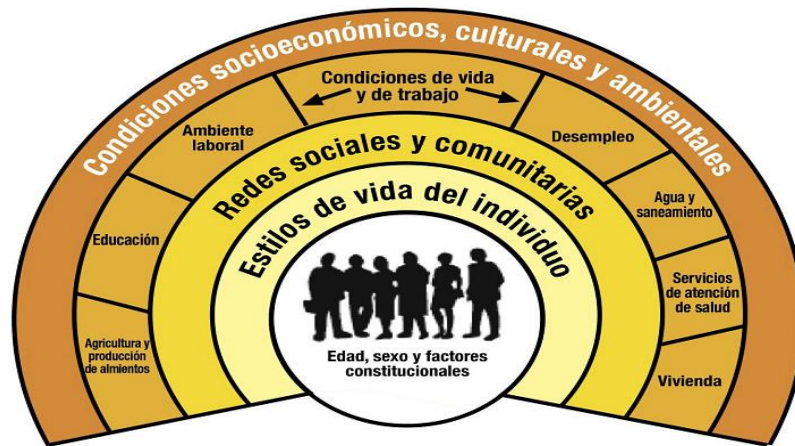 Condiciones socioeconómicos, culturales y ambientales
Condiciones de vida
y de trabajo
Ambiente
laboral
Desempleo
Educación
Agua y
saneamiento
Agricultura y
producción
de almientos
Servicios
de atención
de salud
Vivienda
Redes sociales y comunitarias
Estilos de vida del individuo
Edad, sexo y factores
constitucionales